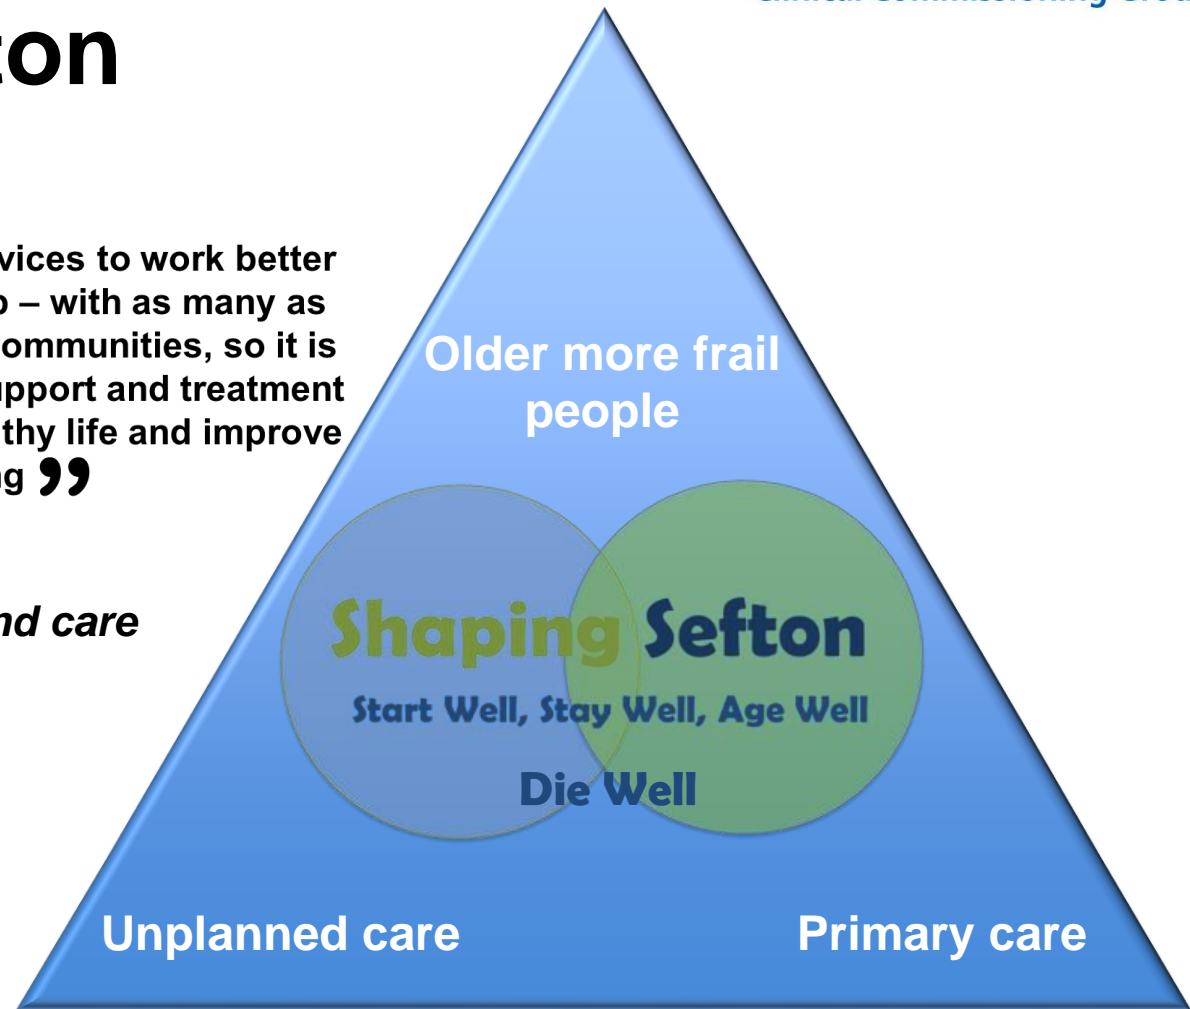 ton
vices to work better
– with as many as
ommunities, so it is
upport and treatment
thy life and improve
g ”
nd care
Older more frail
people
Shaping Sefton
Start Well, Stay Well, Age Well
Die Well
Unplanned care
Primary care